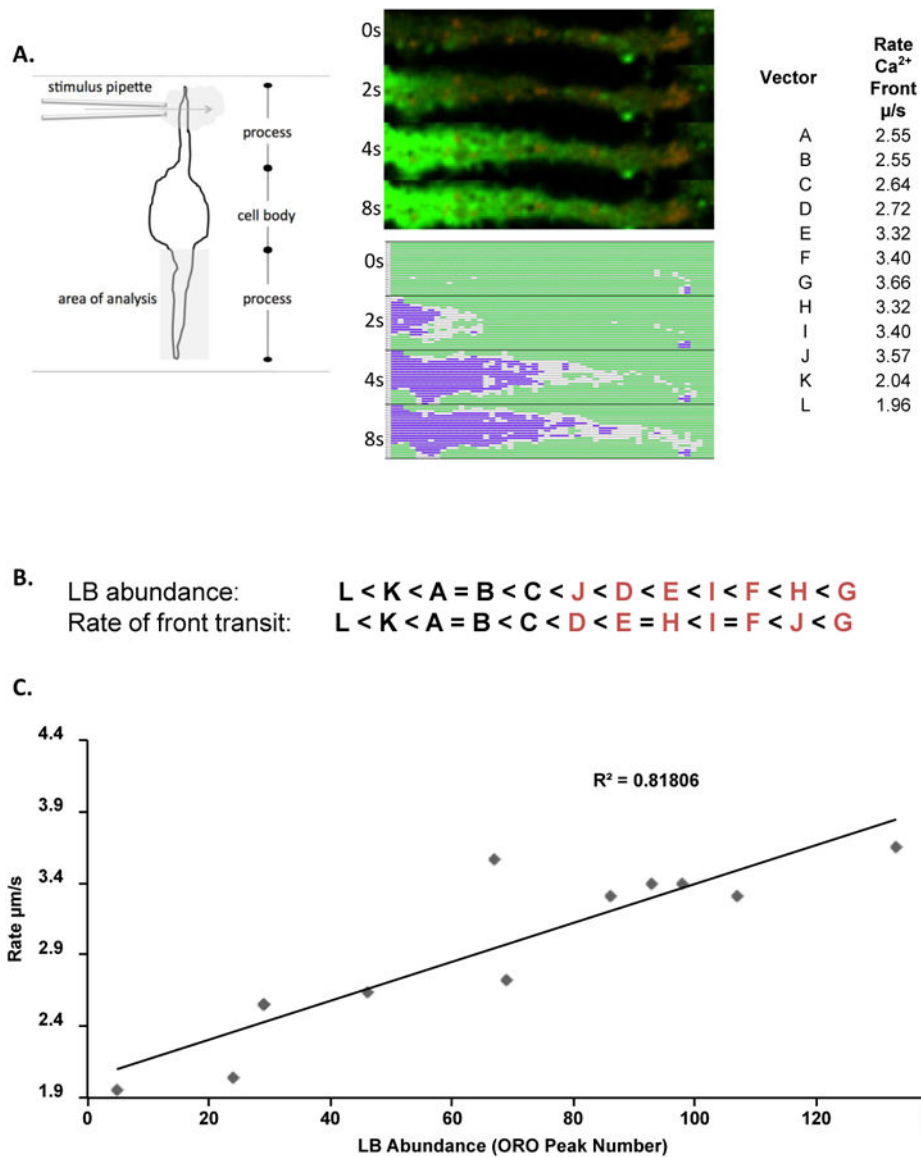 A.
stimulus pipette
process
cell body
area of analysis
process
0s
2s
4s
8s
0s
2s
4s
8s
Vector Rate Ca²⁺ Front µ/s
A 2.55
B 2.55
C 2.64
D 2.72
E 3.32
F 3.40
G 3.66
H 3.32
I 3.40
J 3.57
K 2.04
L 1.96
B.
LB abundance: L < K < A = B < C < J < D < E < I < F < H < G
Rate of front transit: L < K < A = B < C < D < E = H < I = F < J < G
C.
4.4
3.9
3.4
2.9
2.4
1.9
Rate µm/s
R² = 0.81806
0 20 40 60 80 100 120
LB Abundance (ORO Peak Number)